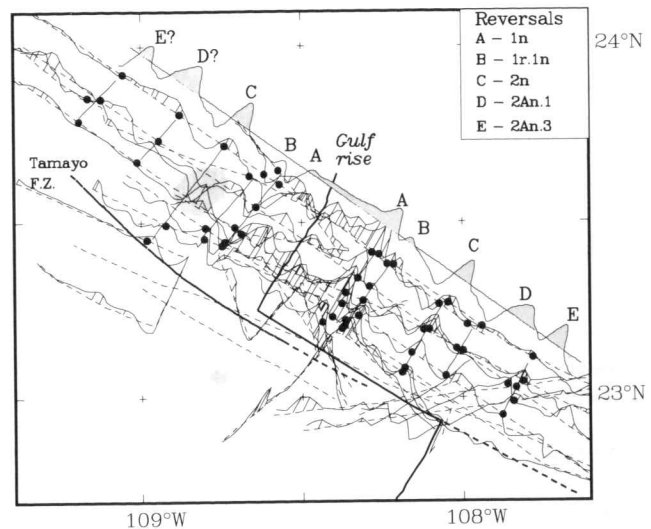 Reversals
A – 1n
B – 1r.1n
C – 2n
D – 2An.1
E – 2An.3
24°N
E?
D?
C
B
A
Gulf
rise
Tamayo
F.Z.
A
B
C
D
E
23°N
109°W
108°W